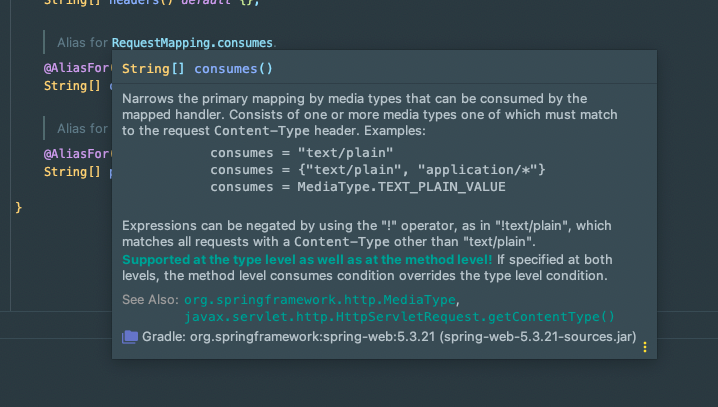 String[] headers() default {};
Alias for RequestMapping.consumes.
@AliasFor(
String[] c
Alias for
@AliasFor(
String[] p
}
String[] consumes()
Narrows the primary mapping by media types that can be consumed by the
mapped handler. Consists of one or more media types one of which must match
to the request Content-Type header. Examples:
consumes = "text/plain"
consumes = {"text/plain", "application/*"}
consumes = MediaType.TEXT_PLAIN_VALUE
Expressions can be negated by using the "!" operator, as in "!text/plain", which
matches all requests with a Content-Type other than "text/plain".
Supported at the type level as well as at the method level! If specified at both
levels, the method level consumes condition overrides the type level condition.
See Also: org.springframework.http.MediaType,
javax.servlet.http.HttpServletRequest.getContentType()
Gradle: org.springframework:spring-web:5.3.21 (spring-web-5.3.21-sources.jar)